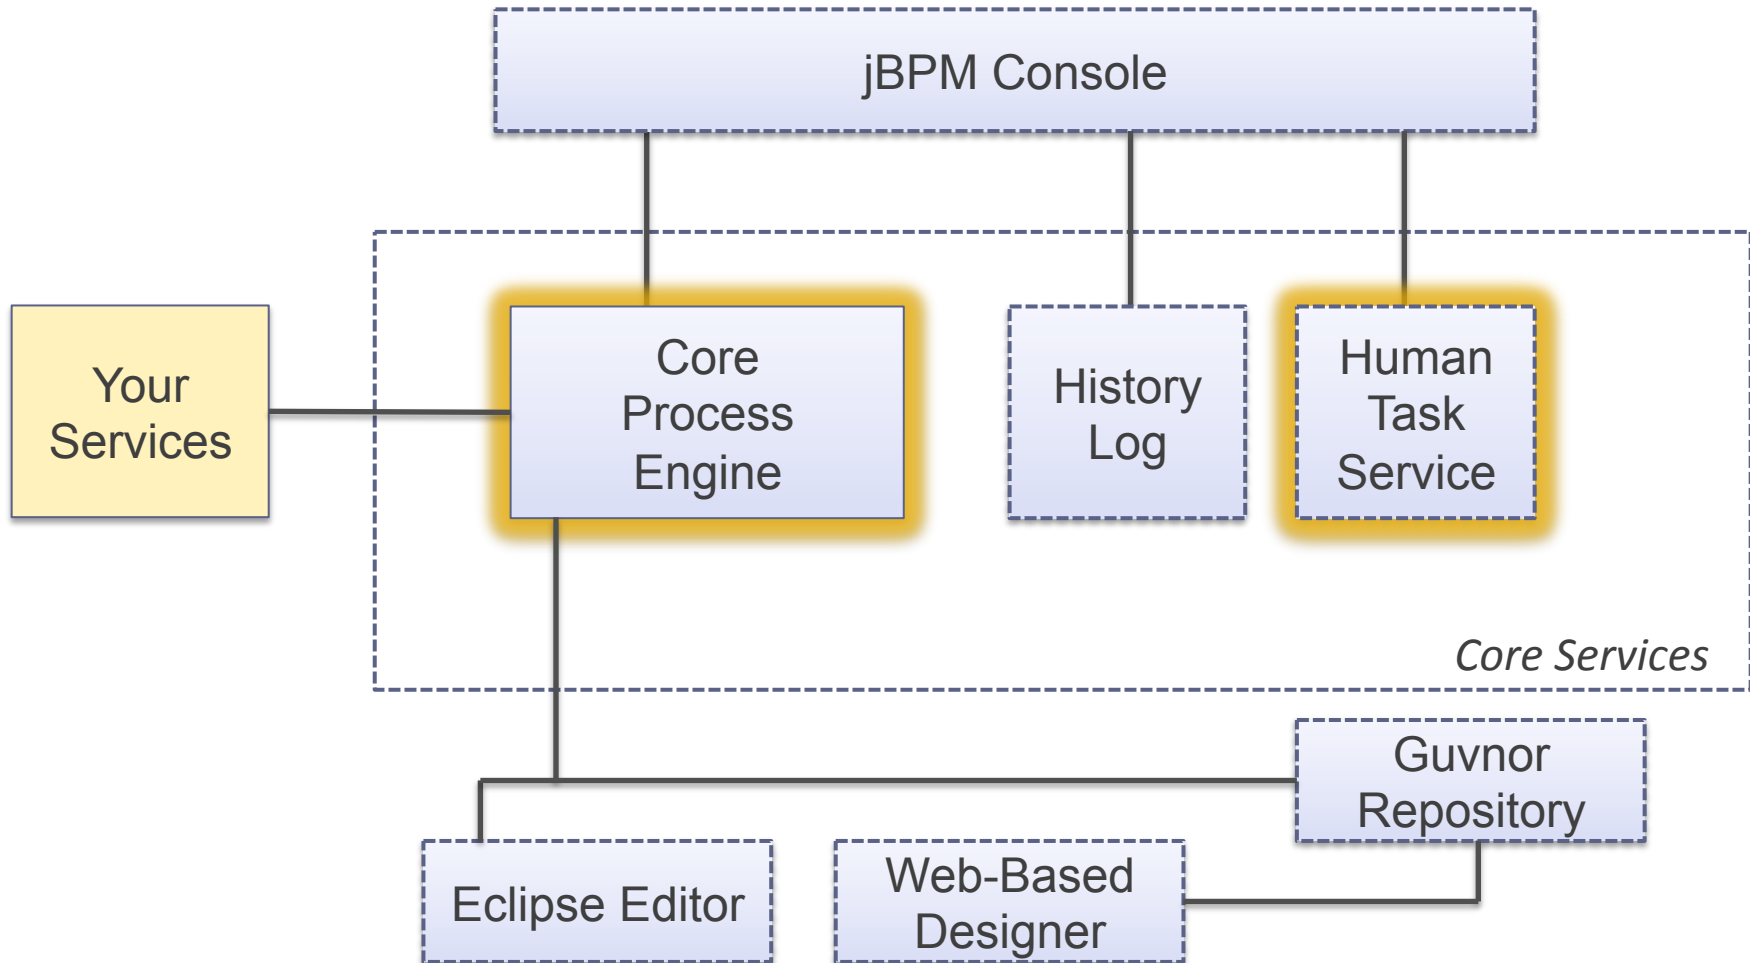 jBPM Console
Your
Services
Core
Process
Engine
History
Log
Human
Task
Service
Core Services
Guvnor
Repository
Eclipse Editor
Web-Based
Designer